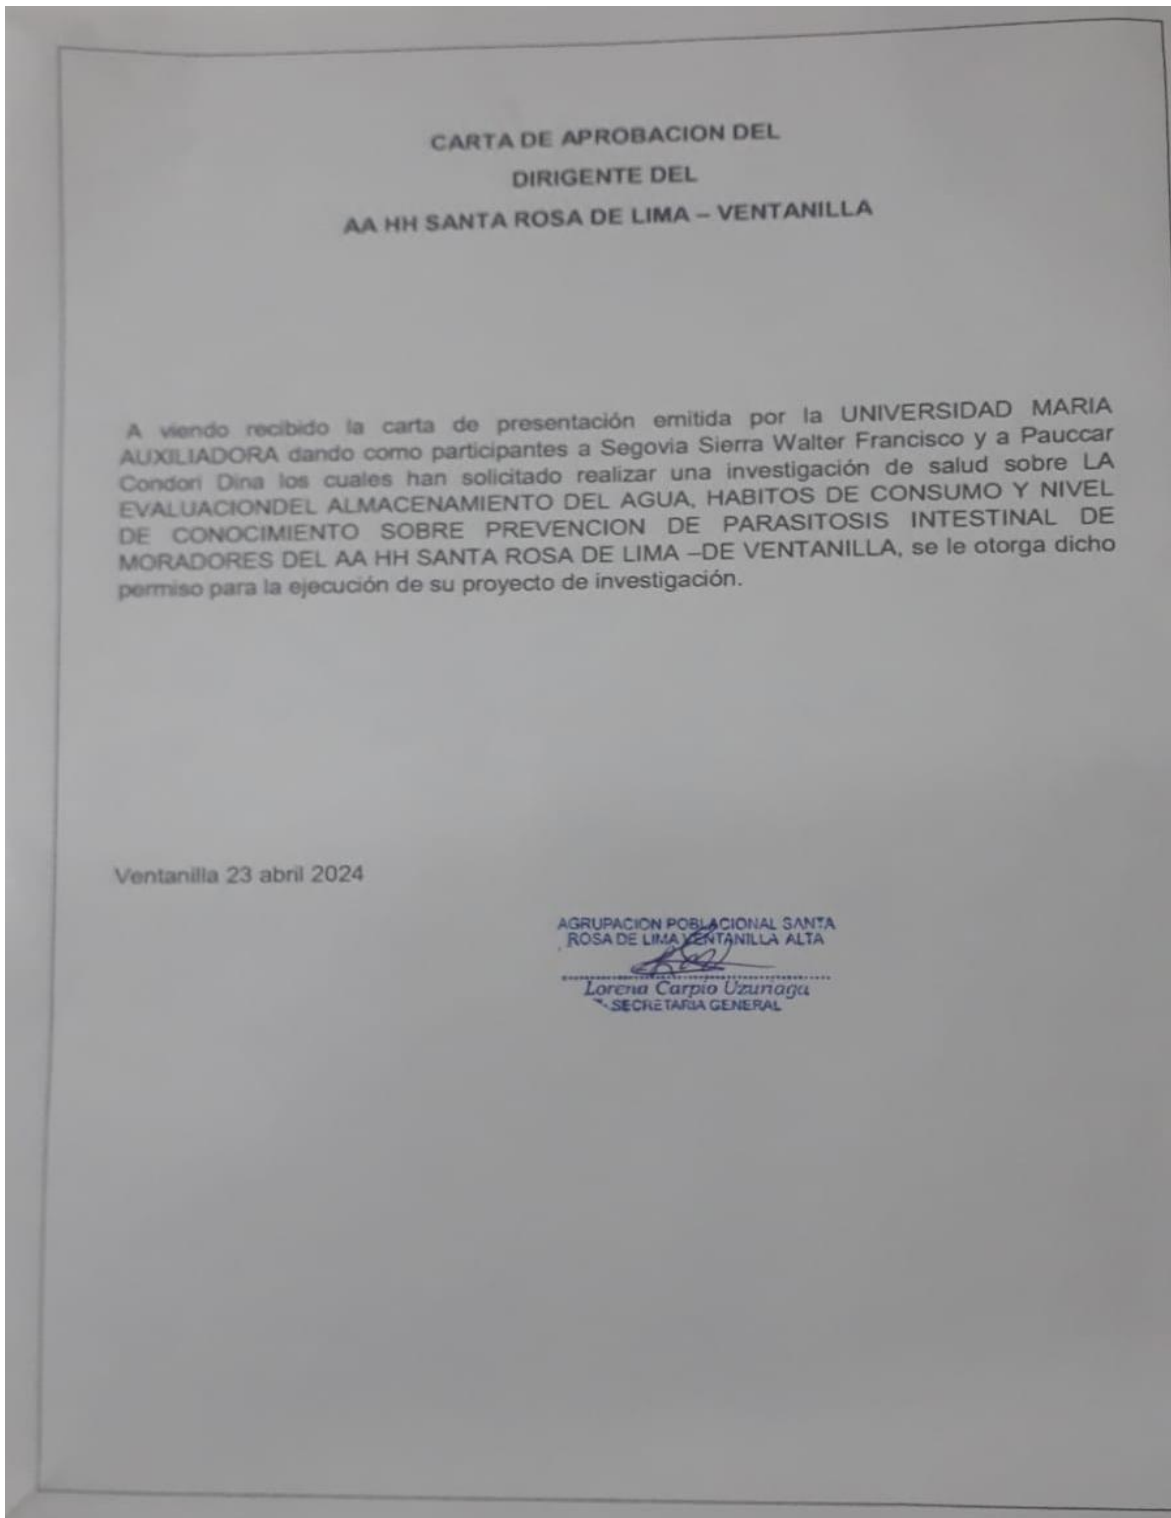 CARTA DE APROBACION DEL
DIRIGENTE DEL
AA HH SANTA ROSA DE LIMA – VENTANILLA
A viendo recibido la carta de presentación emitida por la UNIVERSIDAD MARIA
AUXILIADORA dando como participantes a Segovia Sierra Walter Francisco y a Pauccar
Condori Dina los cuales han solicitado realizar una investigación de salud sobre LA
EVALUACIONDEL ALMACENAMIENTO DEL AGUA, HABITOS DE CONSUMO Y NIVEL
DE CONOCIMIENTO SOBRE PREVENCION DE PARASITOSIS INTESTINAL DE
MORADORES DEL AA HH SANTA ROSA DE LIMA –DE VENTANILLA, se le otorga dicho
permiso para la ejecución de su proyecto de investigación.
Ventanilla 23 abril 2024
AGRUPACION POBLACIONAL SANTA
ROSA DE LIMA VENTANILLA ALTA
Lorena Carpio Uzuriaga
SECRETARIA GENERAL